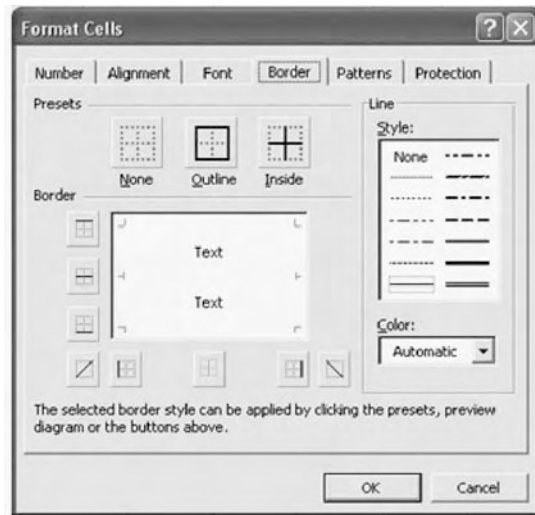 Format Cells
Number Alignment Font Border Patterns Protection
Presets
None Outline Inside
Border
Text
Text
Line
Style:
None
Color:
Automatic
The selected border style can be applied by clicking the presets, preview
diagram or the buttons above.
OK Cancel